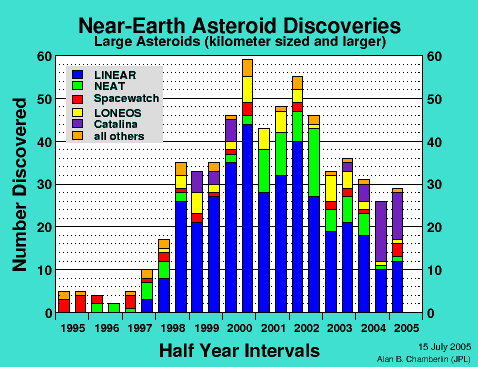 Near-Earth Asteroid Discoveries
Large Asteroids (kilometer sized and larger)
60
50
40
30
20
10
0
Number Discovered
LINEAR
NEAT
Spacewatch
LONEOS
Catalina
all others
60
50
40
30
20
10
0
1995 1996 1997 1998 1999 2000 2001 2002 2003 2004 2005
Half Year Intervals
15 July 2005
Alan B. Chamberlin (JPL)